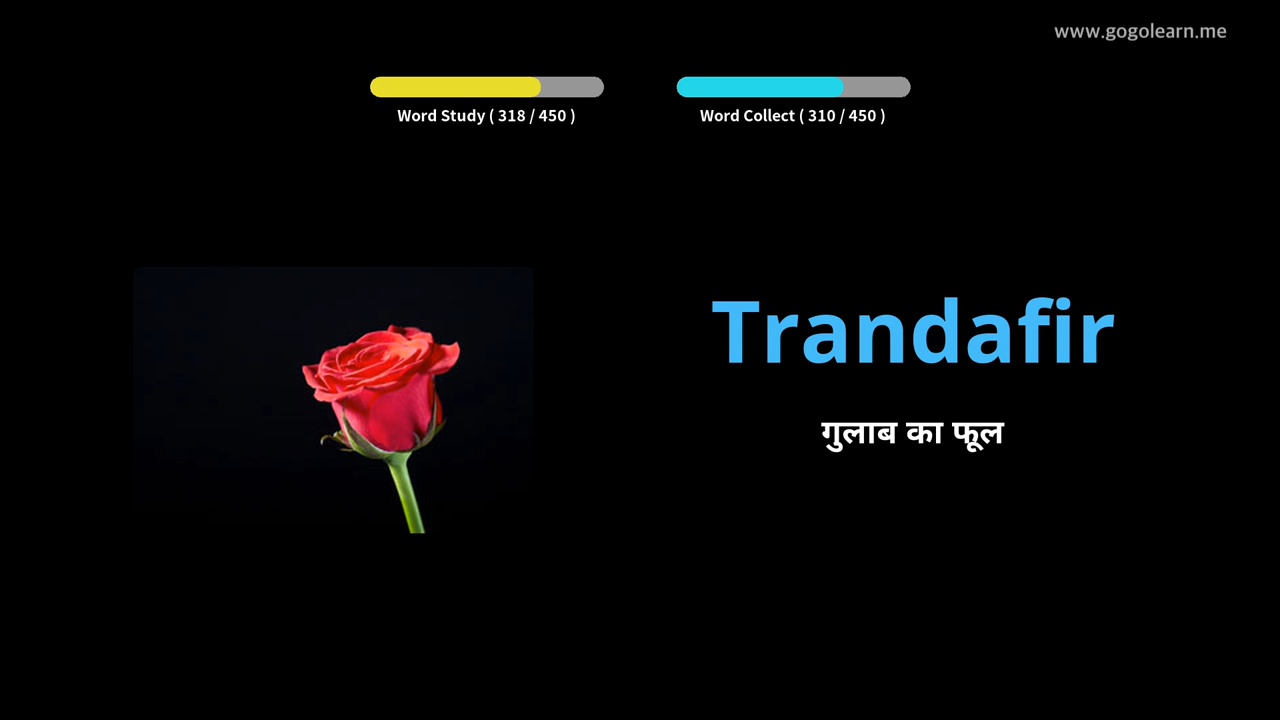 www.gogolearn.me
Word Study ( 318 / 450 )
Word Collect ( 310 / 450 )
Trandafir
गुलाब का फूल